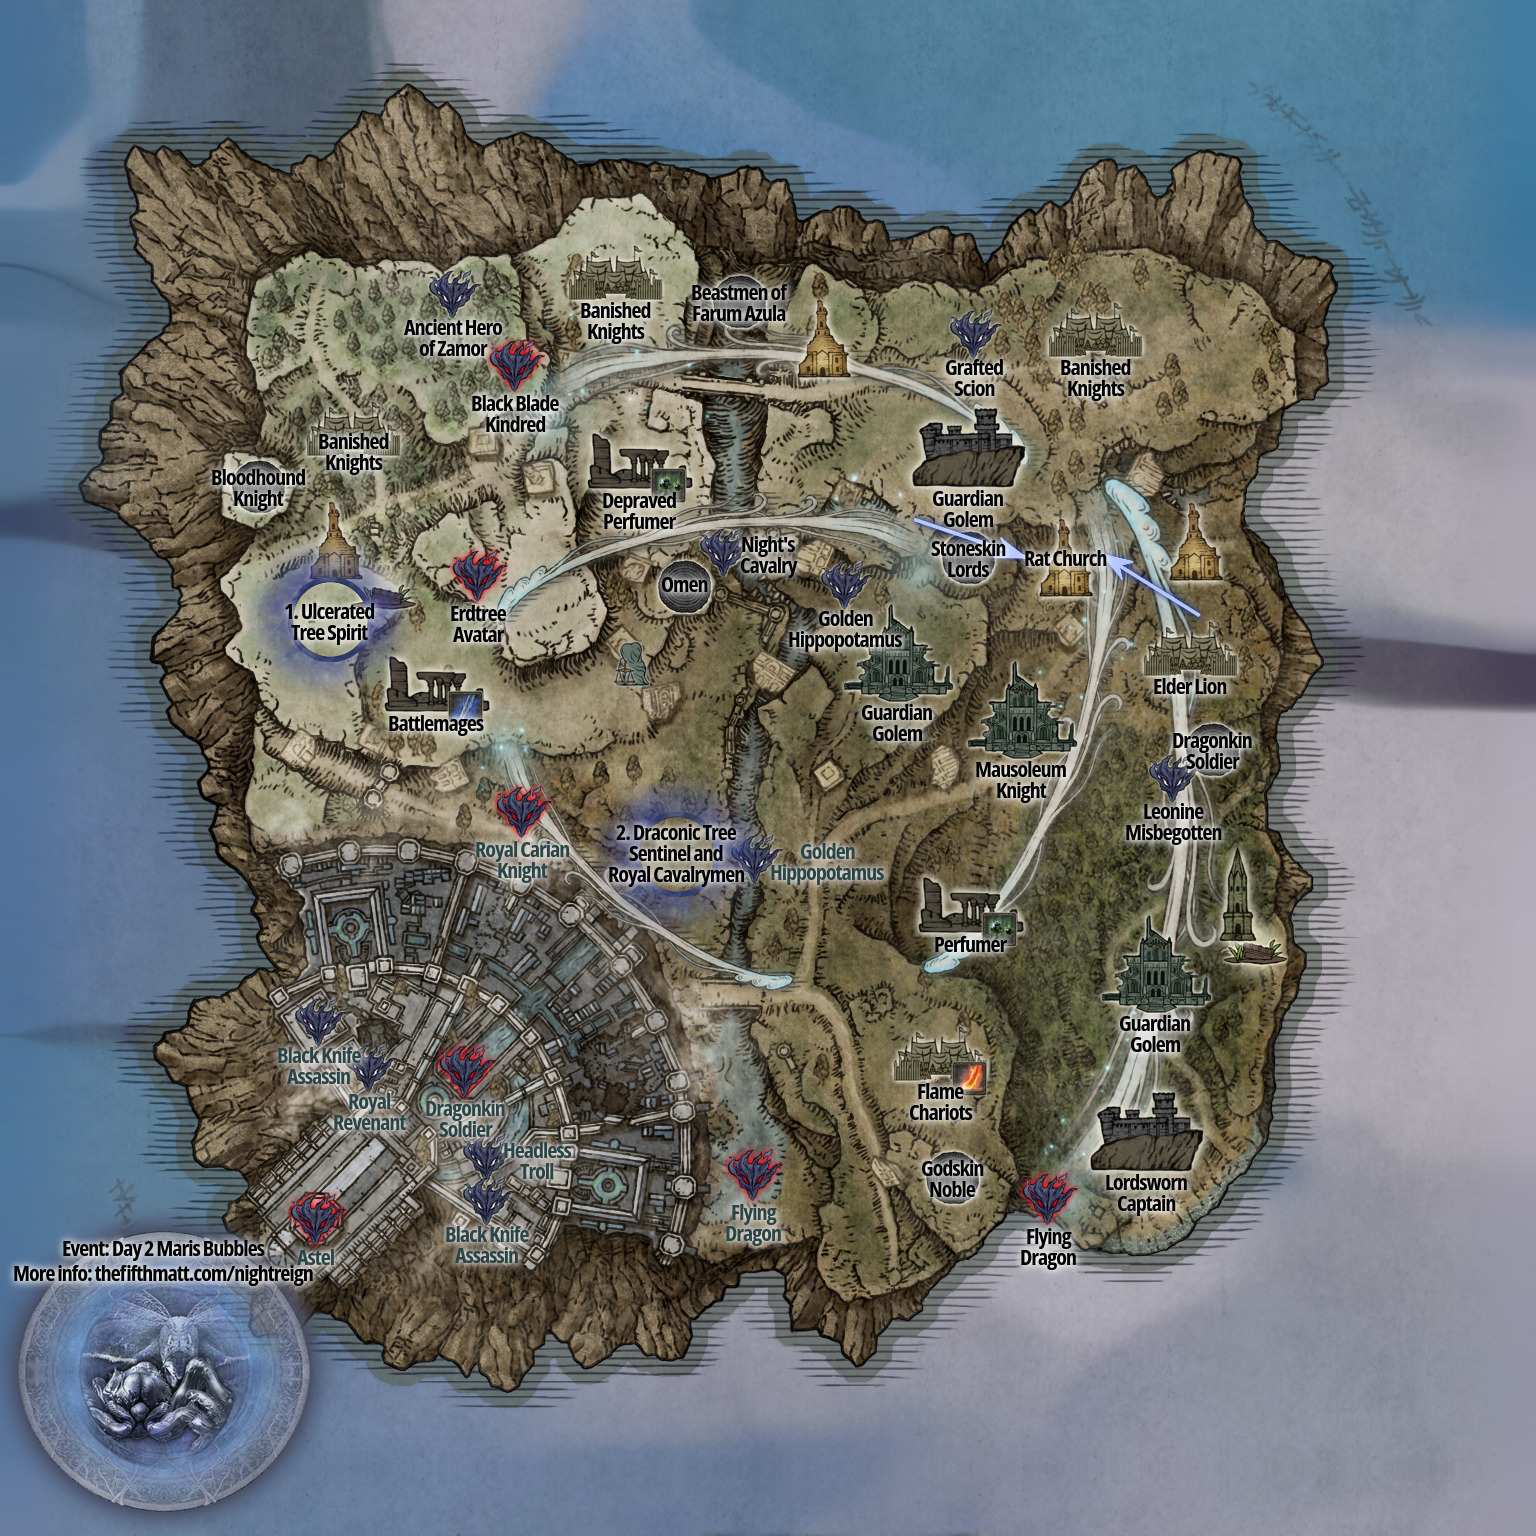 Beastmen of
Farum Azula
Banished
Knights
Ancient Hero
of Zamor
Grafted
Scion
Banished
Knights
Black Blade
Kindred
Banished
Knights
Bloodhound
Knight
Depraved
Perfumer
Guardian
Golem
Night's
Cavalry
Stoneskin
Lords
Rat Church
Omen
1. Ulcerated
Tree Spirit
Erdtree
Avatar
Golden
Hippopotamus
Elder Lion
Guardian
Golem
Battlemages
Dragonkin
Soldier
Mausoleum
Knight
Leonine
Misbegotten
2. Draconic Tree
Sentinel and
Royal Cavalrymen
Royal Carian
Knight
Golden
Hippopotamus
Perfumer
Guardian
Golem
Black Knife
Assassin
Royal
Revenant
Dragonkin
Soldier
Flame
Chariots
Headless
Troll
Godskin
Noble
Lordsworn
Captain
Flying
Dragon
Black Knife
Assassin
Flying
Dragon
Astel
Event: Day 2 Maris Bubbles
More info: thefifthmatt.com/nightreign